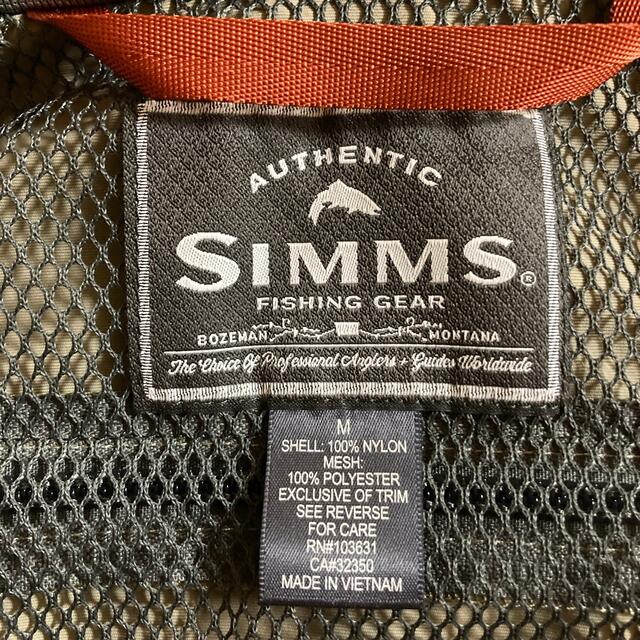 AUTHENTIC
SIMMS®
FISHING GEAR
BOZEMAN MONTANA
The Choice Of Professional Anglers + Guides Worldwide
M
SHELL: 100% NYLON
MESH:
100% POLYESTER
EXCLUSIVE OF TRIM
SEE REVERSE
FOR CARE
RN#103631
CA#32350
MADE IN VIETNAM